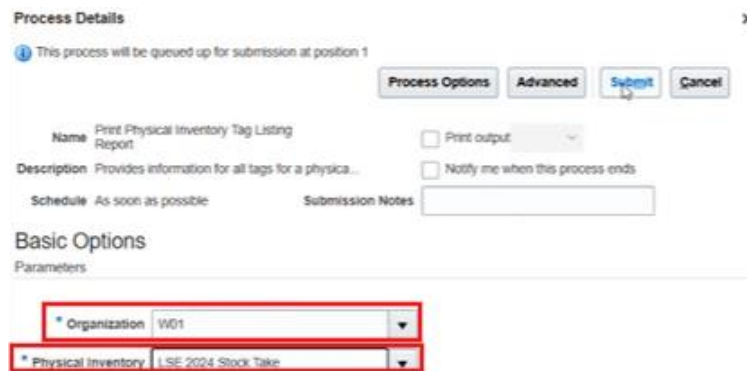 Process Details
This process will be queued up for submission at position 1
Process Options Advanced Submit Cancel
Name Print Physical Inventory Tag Listing Report
Print output
Description Provides information for all tags for a physica...
Notify me when this process ends
Schedule As soon as possible
Submission Notes
Basic Options
Parameters
* Organization W01
* Physical Inventory LSE 2024 Stock Take